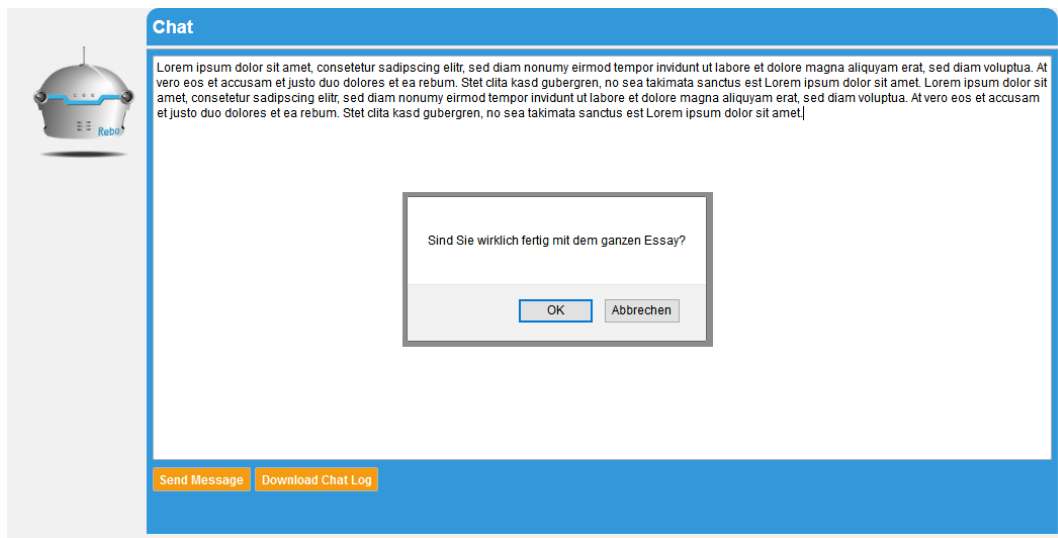 Chat
Lorem ipsum dolor sit amet, consetetur sadipscing elitr, sed diam nonumy eirmod tempor invidunt ut labore et dolore magna aliquyam erat, sed diam voluptua. At
vero eos et accusam et justo duo dolores et ea rebum. Stet clita kasd gubergren, no sea takimata sanctus est Lorem ipsum dolor sit amet. Lorem ipsum dolor sit
amet, consetetur sadipscing elitr, sed diam nonumy eirmod tempor invidunt ut labore et dolore magna aliquyam erat, sed diam voluptua. At vero eos et accusam
et justo duo dolores et ea rebum. Stet clita kasd gubergren, no sea takimata sanctus est Lorem ipsum dolor sit amet.
Rebo
Sind Sie wirklich fertig mit dem ganzen Essay?
OK Abbrechen
Send Message Download Chat Log